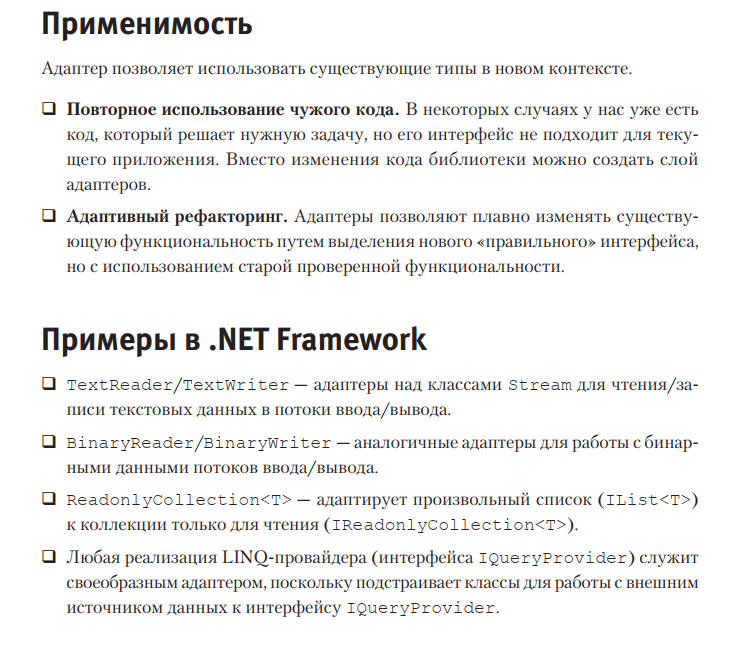 Применимость
Адаптер позволяет использовать существующие типы в новом контексте.
❑ Повторное использование чужого кода. В некоторых случаях у нас уже есть
код, который решает нужную задачу, но его интерфейс не подходит для теку-
щего приложения. Вместо изменения кода библиотеки можно создать слой
адаптеров.
❑ Адаптивный рефакторинг. Адаптеры позволяют плавно изменять существу-
ющую функциональность путем выделения нового «правильного» интерфейса,
но с использованием старой проверенной функциональности.
Примеры в .NET Framework
❑ TextReader/TextWriter — адаптеры над классами Stream для чтения/за-
писи текстовых данных в потоки ввода/вывода.
❑ BinaryReader/BinaryWriter — аналогичные адаптеры для работы с бинар-
ными данными потоков ввода/вывода.
❑ ReadonlyCollection<T> — адаптирует произвольный список (IList<T>)
к коллекции только для чтения (IReadonlyCollection<T>).
❑ Любая реализация LINQ-провайдера (интерфейса IQueryProvider) служит
своеобразным адаптером, поскольку подстраивает классы для работы с внешним
источником данных к интерфейсу IQueryProvider.